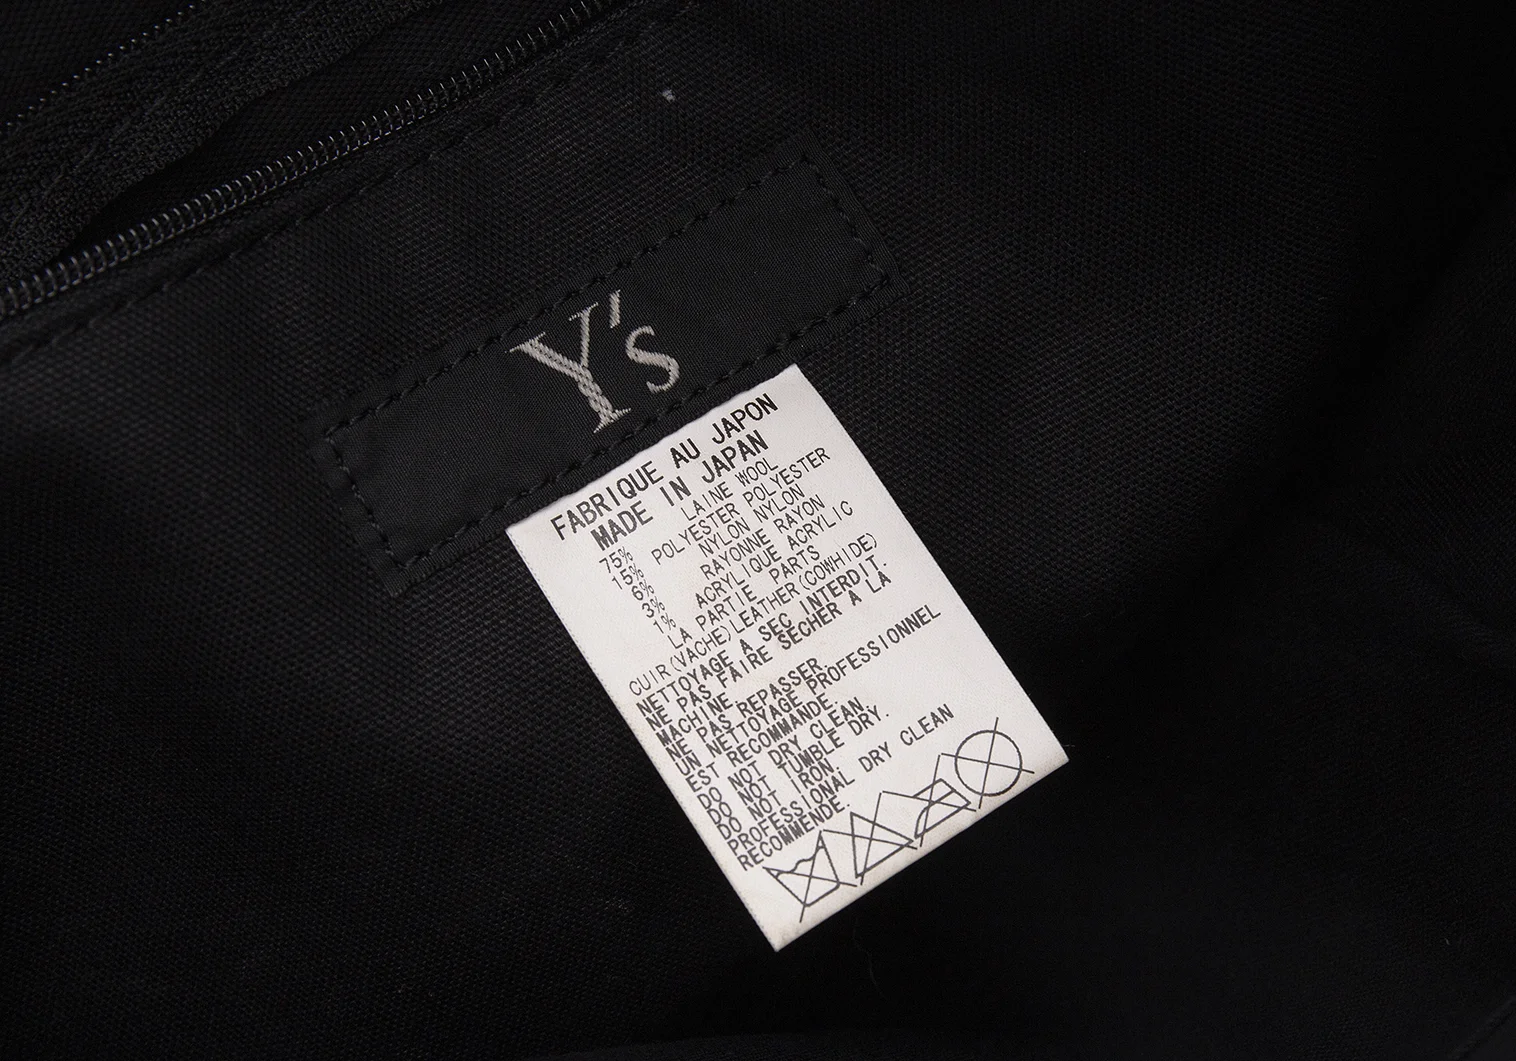 Y's
FABRIQUE AU JAPON
MADE IN JAPAN
75% LAINE WOOL
15% POLYESTER POLYESTER
6% NYLON NYLON
3% RAYONNE RAYON
1% ACRYLIQUE ACRYLIC
LA PARTIE PARTS
CUIR(VACHE)LEATHER(COWHIDE)
NETTOYAGE A SEC INTERDIT.
NE PAS FAIRE SECHER A LA
MACHINE
NE PAS REPASSER.
UN NETTOYAGE PROFESSIONNEL
EST RECOMMANDE.
DO NOT DRY CLEAN.
DO NOT TUMBLE DRY.
DO NOT IRON.
PROFESSIONAL DRY CLEAN
RECOMMENDE.